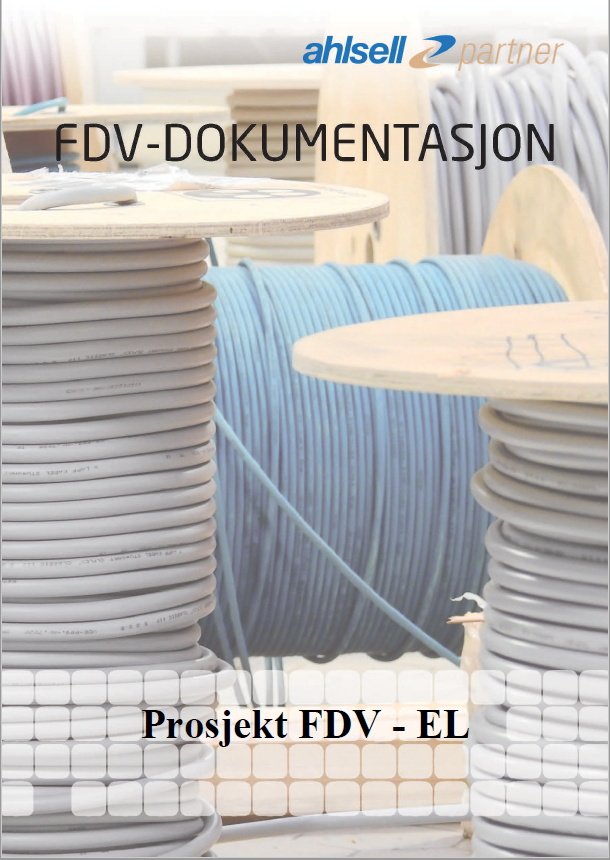 ahlsell partner
FDV-DOKUMENTASJON
Prosjekt FDV - EL